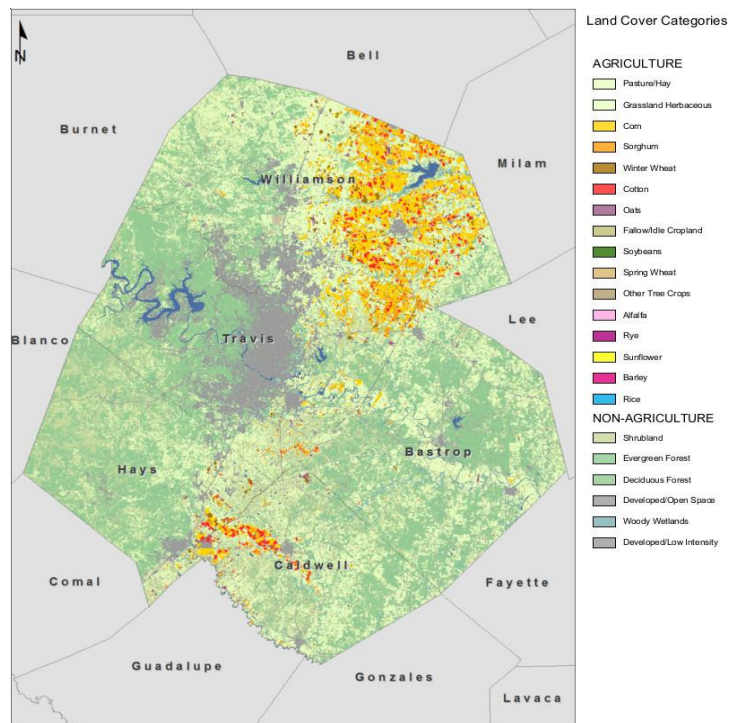 Land Cover Categories
N
Bell
Burnet
Milam
Williamson
Lee
Blanco
Travis
Bastrop
Hays
Caldwell
Comal
Fayette
Guadalupe
Gonzales
Lavaca
AGRICULTURE
Pasture/Hay
Grassland Herbaceous
Corn
Sorghum
Winter Wheat
Cotton
Oats
Fallow/Idle Cropland
Soybeans
Spring Wheat
Other Tree Crops
Alfalfa
Rye
Sunflower
Barley
Rice
NON-AGRICULTURE
Shrubland
Evergreen Forest
Deciduous Forest
Developed/Open Space
Woody Wetlands
Developed/Low Intensity